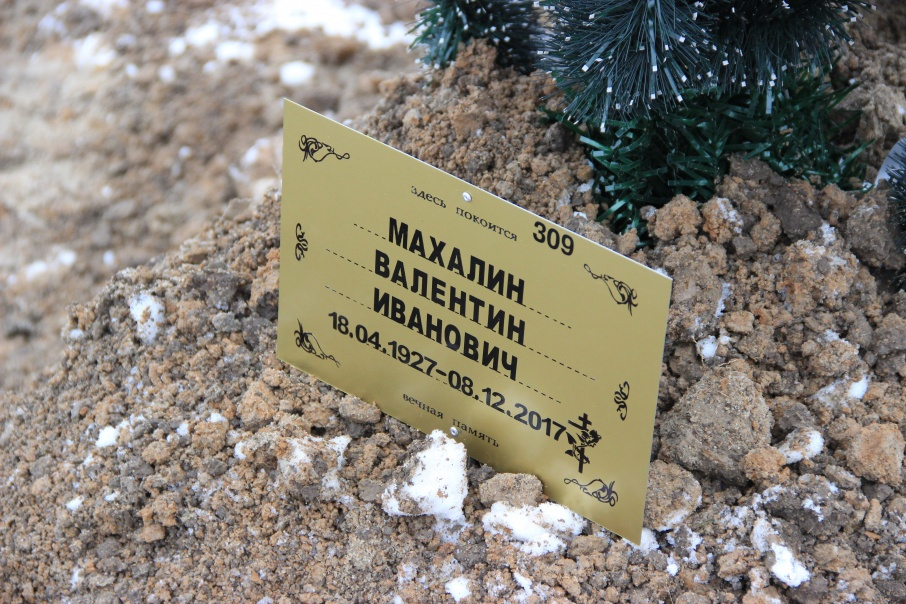 здесь покоится
309
МАХАЛИН
ВАЛЕНТИН
ИВАНОВИЧ
18.04.1927-08.12.2017
вечная память